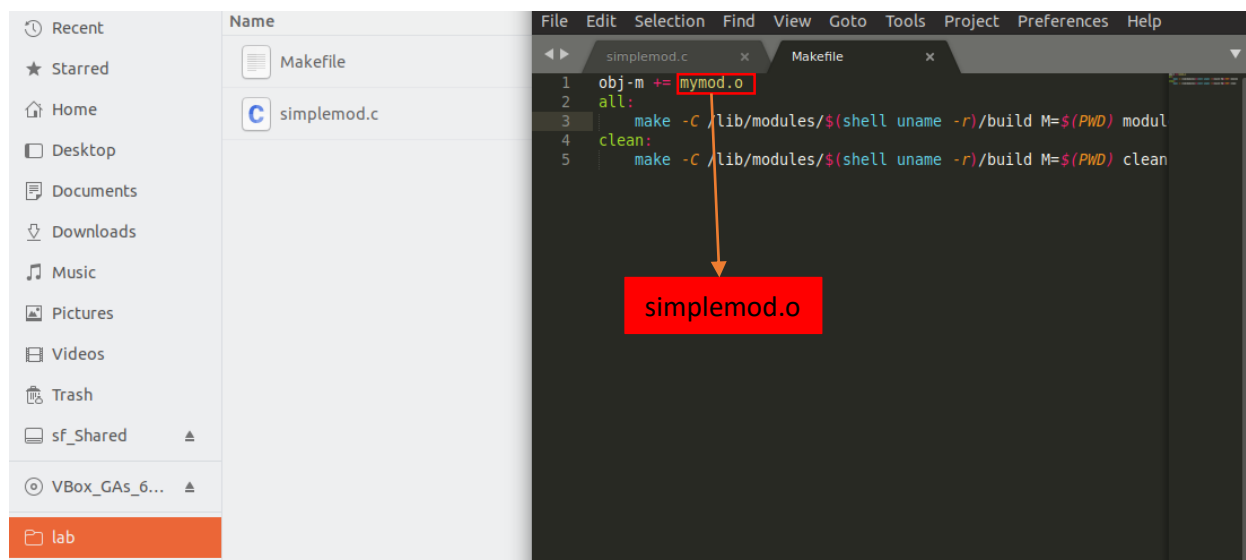 Recent
Starred
Home
Desktop
Documents
Downloads
Music
Pictures
Videos
Trash
sf_Shared
VBox_GAs_6...
lab
Name
Makefile
simplemod.c
File Edit Selection Find View Goto Tools Project Preferences Help
simplemod.c x Makefile x
1 obj-m += mymod.o
2 all:
3 make -C /lib/modules/$(shell uname -r)/build M=$(PWD) modul
4 clean:
5 make -C /lib/modules/$(shell uname -r)/build M=$(PWD) clean
simplemod.o